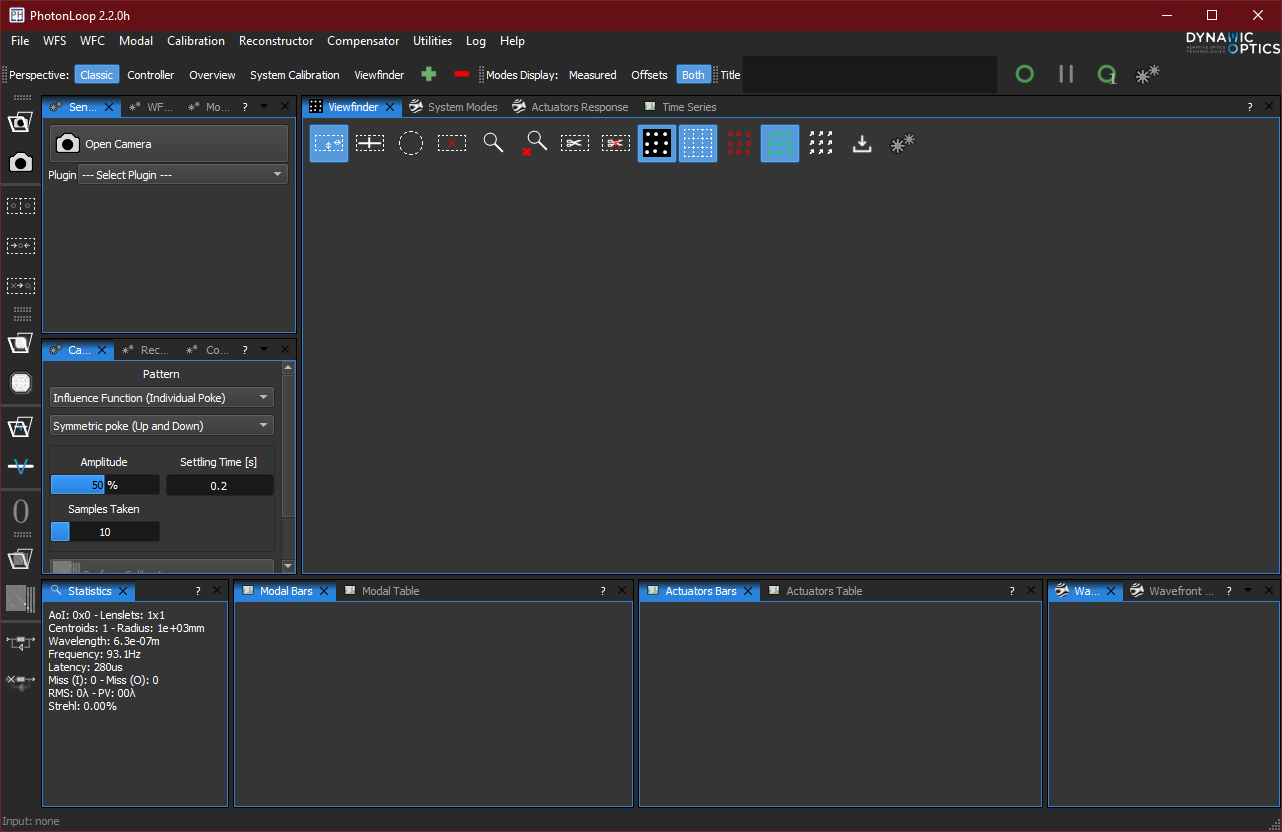 PhotonLoop 2.2.0h
File WFS WFC Modal Calibration Reconstructor Compensator Utilities Log Help
DYNAMIC
ADAPTIVE OPTICS
TECHNOLOGIES OPTICS
Perspective: Classic Controller Overview System Calibration Viewfinder Modes Display: Measured Offsets Both Title
1
Sen... WF... Mo... ?
Viewfinder System Modes Actuators Response Time Series ?
Open Camera
Plugin --- Select Plugin ---
Ca... Rec... Co... ?
Pattern
Influence Function (Individual Poke)
Symmetric poke (Up and Down)
Amplitude Settling Time [s]
50 % 0.2
Samples Taken
10
0
Statistics ?
Modal Bars Modal Table ?
Actuators Bars Actuators Table ?
Wa... Wavefront ... ?
AoI: 0x0 - Lenslets: 1x1
Centroids: 1 - Radius: 1e+03mm
Wavelength: 6.3e-07m
Frequency: 93.1Hz
Latency: 280us
Miss (I): 0 - Miss (O): 0
RMS: 0λ - PV: 00λ
Strehl: 0.00%
Input: none